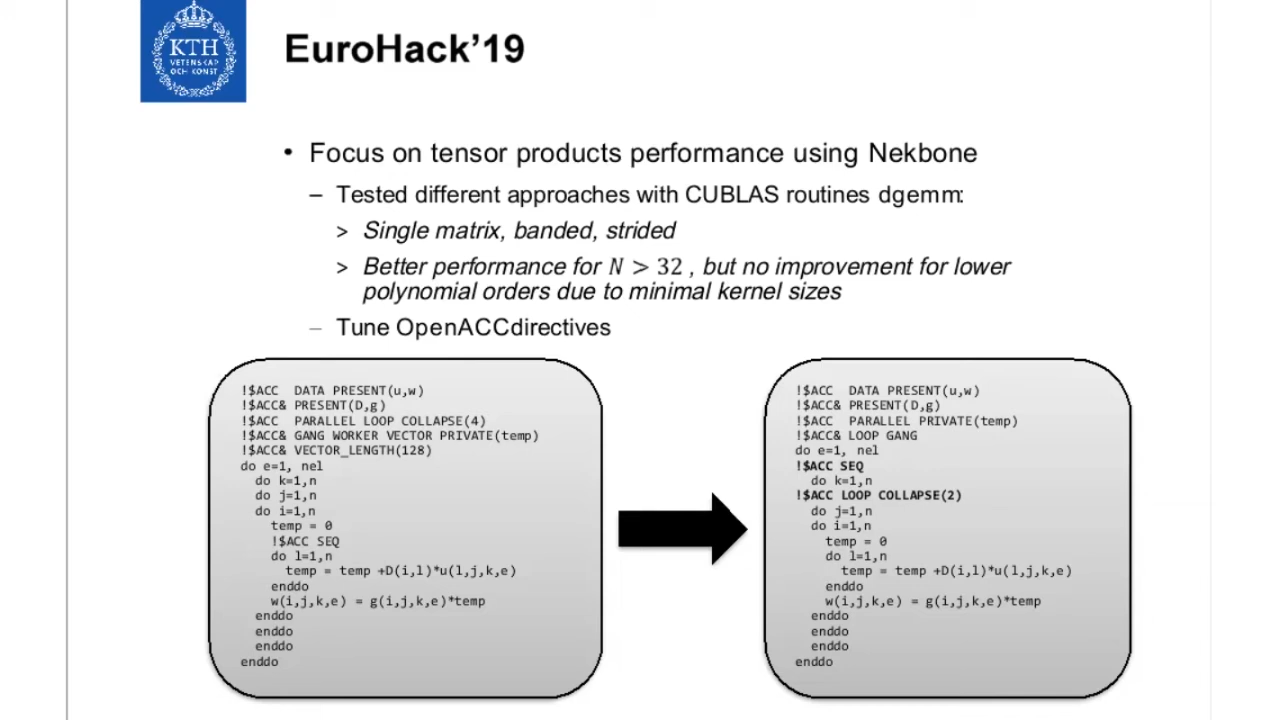 KTH
VETENSKAP
OCH KONST
EuroHack’19
• Focus on tensor products performance using Nekbone
– Tested different approaches with CUBLAS routines dgemm:
> Single matrix, banded, strided
> Better performance for N > 32 , but no improvement for lower
polynomial orders due to minimal kernel sizes
– Tune OpenACCdirectives
!$ACC  DATA PRESENT(u,w)
!$ACC& PRESENT(D,g)
!$ACC  PARALLEL LOOP COLLAPSE(4)
!$ACC& GANG WORKER VECTOR PRIVATE(temp)
!$ACC& VECTOR_LENGTH(128)
do e=1, nel
  do k=1,n
  do j=1,n
  do i=1,n
    temp = 0
    !$ACC SEQ
    do l=1,n
      temp = temp +D(i,l)*u(l,j,k,e)
    enddo
    w(i,j,k,e) = g(i,j,k,e)*temp
  enddo
  enddo
  enddo
enddo
!$ACC  DATA PRESENT(u,w)
!$ACC& PRESENT(D,g)
!$ACC  PARALLEL PRIVATE(temp)
!$ACC& LOOP GANG
do e=1, nel
!$ACC SEQ
  do k=1,n
!$ACC LOOP COLLAPSE(2)
  do j=1,n
  do i=1,n
    temp = 0
    do l=1,n
      temp = temp +D(i,l)*u(l,j,k,e)
    enddo
    w(i,j,k,e) = g(i,j,k,e)*temp
  enddo
  enddo
  enddo
enddo